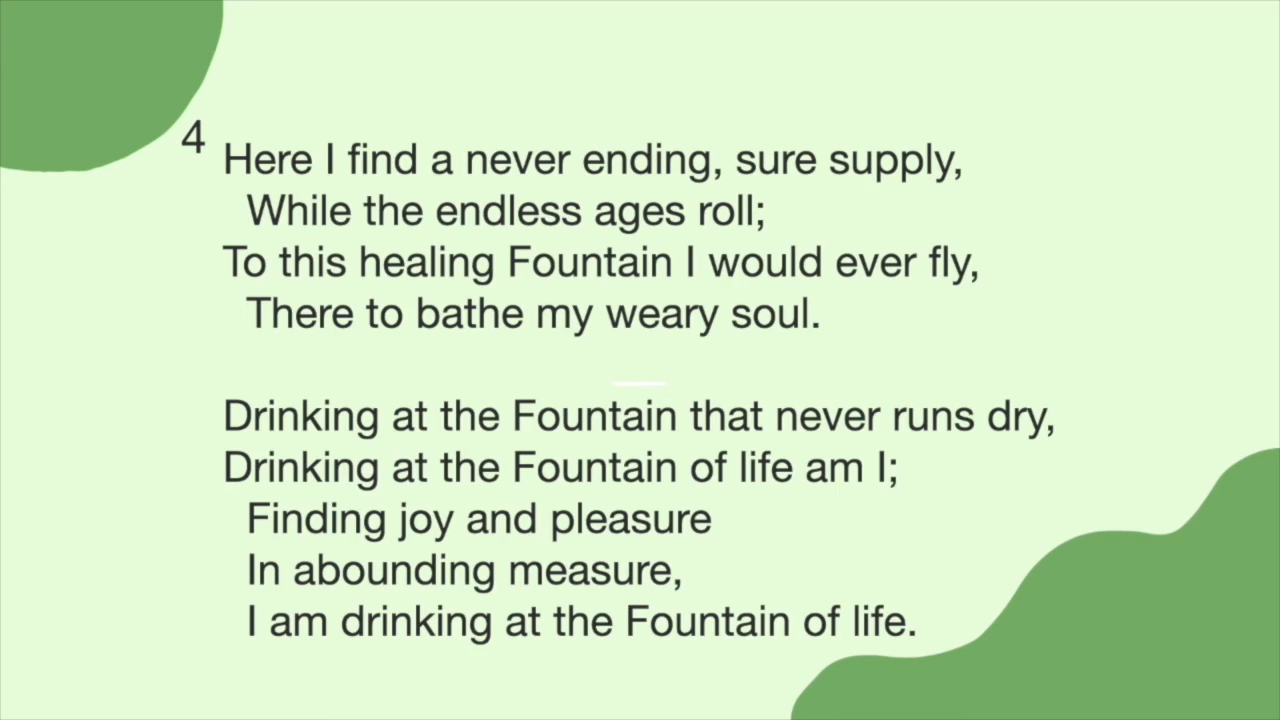 4
Here I find a never ending, sure supply,
While the endless ages roll;
To this healing Fountain I would ever fly,
There to bathe my weary soul.
Drinking at the Fountain that never runs dry,
Drinking at the Fountain of life am I;
Finding joy and pleasure
In abounding measure,
I am drinking at the Fountain of life.